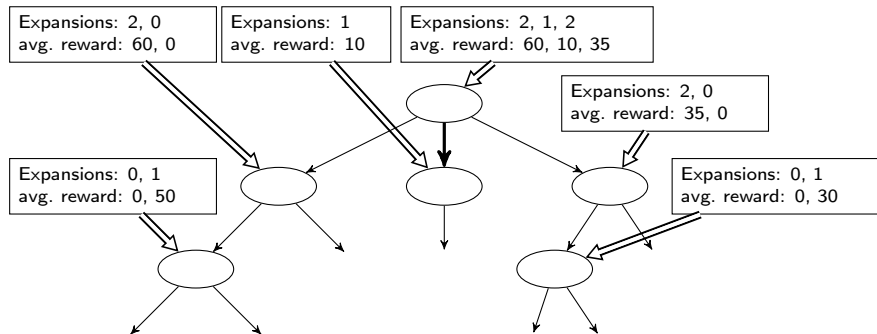 Expansions: 2, 0
avg. reward: 60, 0
Expansions: 1
avg. reward: 10
Expansions: 2, 1, 2
avg. reward: 60, 10, 35
Expansions: 2, 0
avg. reward: 35, 0
Expansions: 0, 1
avg. reward: 0, 50
Expansions: 0, 1
avg. reward: 0, 30